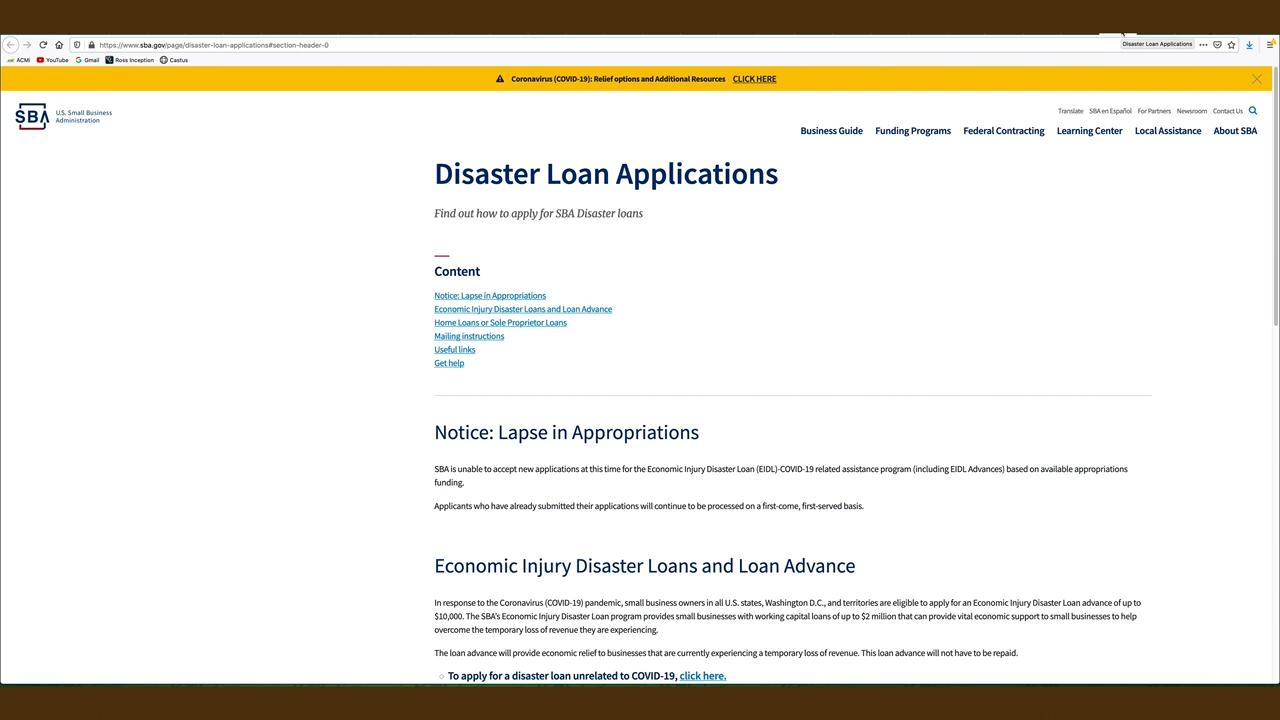 https://www.sba.gov/page/disaster-loan-applications#section-header-0
Disaster Loan Applications
ACMI YouTube Gmail Ross Inception Castus
Coronavirus (COVID-19): Relief options and Additional Resources CLICK HERE
SBA U.S. Small Business
Administration
Translate SBA en Español For Partners Newsroom Contact Us
Business Guide Funding Programs Federal Contracting Learning Center Local Assistance About SBA
Disaster Loan Applications
Find out how to apply for SBA Disaster loans
Content
Notice: Lapse in Appropriations
Economic Injury Disaster Loans and Loan Advance
Home Loans or Sole Proprietor Loans
Mailing instructions
Useful links
Get help
Notice: Lapse in Appropriations
SBA is unable to accept new applications at this time for the Economic Injury Disaster Loan (EIDL)-COVID-19 related assistance program (including EIDL Advances) based on available appropriations
funding.
Applicants who have already submitted their applications will continue to be processed on a first-come, first-served basis.
Economic Injury Disaster Loans and Loan Advance
In response to the Coronavirus (COVID-19) pandemic, small business owners in all U.S. states, Washington D.C., and territories are eligible to apply for an Economic Injury Disaster Loan advance of up to
$10,000. The SBA's Economic Injury Disaster Loan program provides small businesses with working capital loans of up to $2 million that can provide vital economic support to small businesses to help
overcome the temporary loss of revenue they are experiencing.
The loan advance will provide economic relief to businesses that are currently experiencing a temporary loss of revenue. This loan advance will not have to be repaid.
To apply for a disaster loan unrelated to COVID-19, click here.